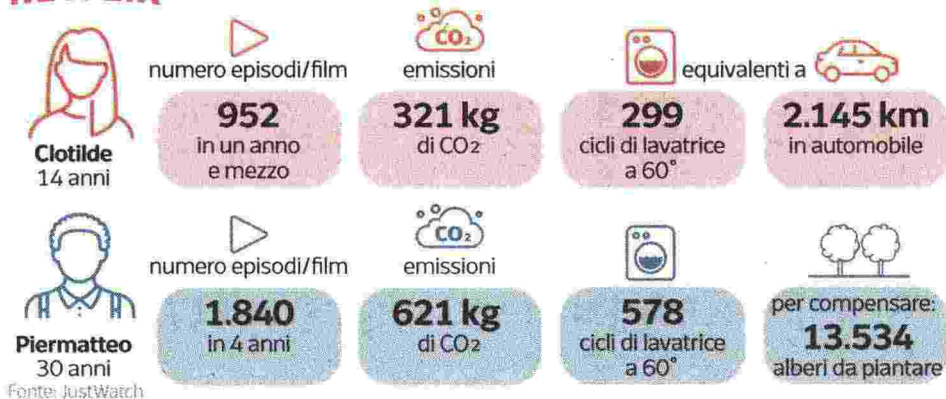 numero episodi/film
emissioni
CO₂
equivalenti a
Clotilde
14 anni
952
in un anno
e mezzo
321 kg
di CO₂
299
cicli di lavatrice
a 60°
2.145 km
in automobile
numero episodi/film
emissioni
CO₂
Piermatteo
30 anni
1.840
in 4 anni
621 kg
di CO₂
578
cicli di lavatrice
a 60°
per compensare:
13.534
alberi da piantare
Fonte: JustWatch